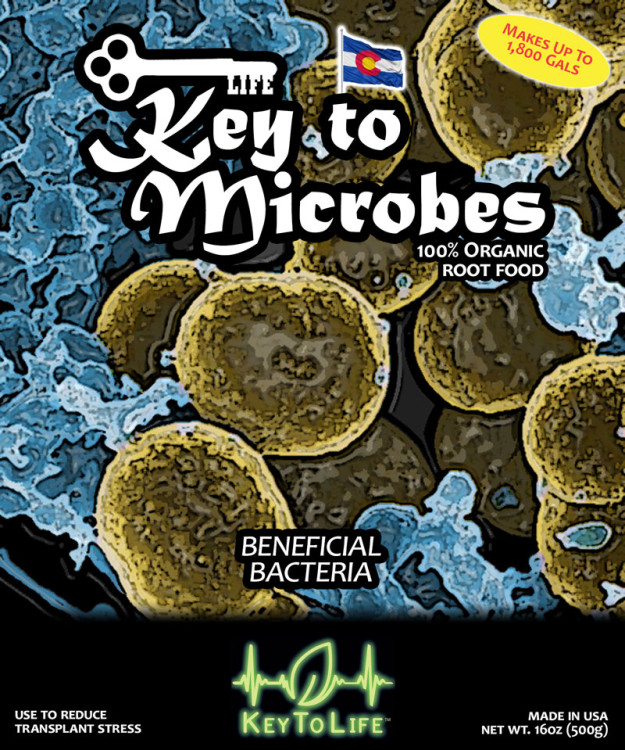 MAKES UP TO
1,800 GALS
LIFE
Key to
Microbes
100% ORGANIC
ROOT FOOD
BENEFICIAL
BACTERIA
KEYTOLIFE™
USE TO REDUCE
TRANSPLANT STRESS
MADE IN USA
NET WT. 16OZ (500g)